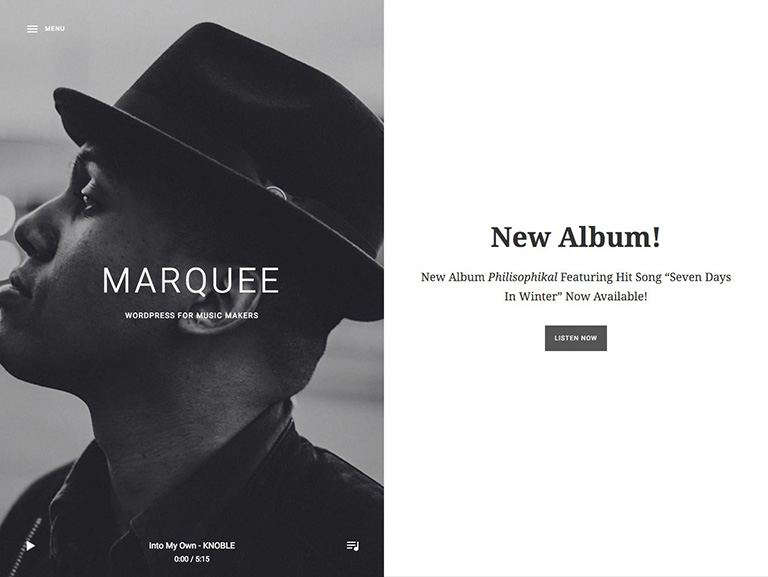 MENU
MARQUEE
WORDPRESS FOR MUSIC MAKERS
Into My Own - KNOBLE
0:00 / 5:15
New Album!
New Album Philisophikal Featuring Hit Song “Seven Days
In Winter” Now Available!
LISTEN NOW